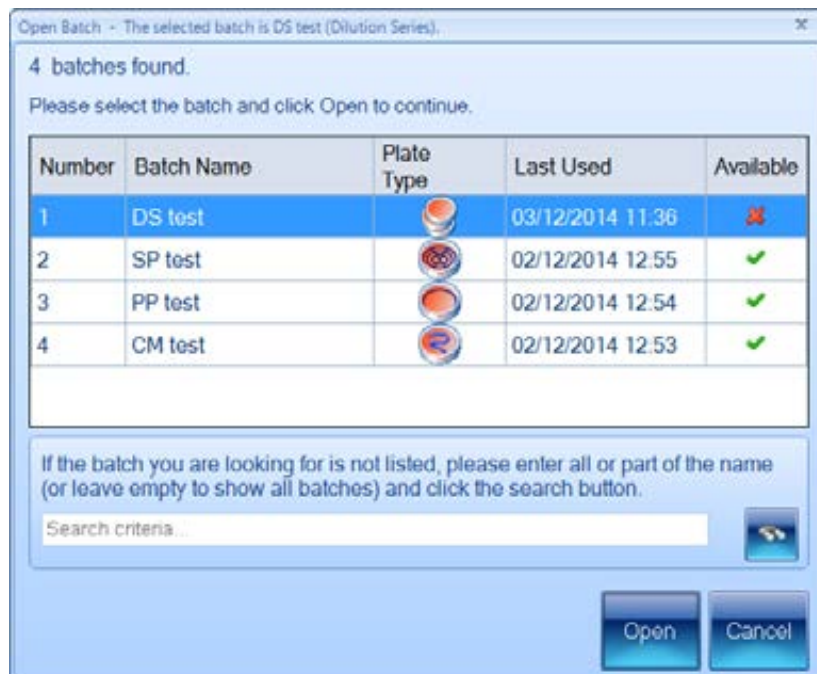 Open Batch - The selected batch is DS test (Dilution Series).
4 batches found.
Please select the batch and click Open to continue.
Number Batch Name Plate Type Last Used Available
1 DS test 03/12/2014 11:36
2 SP test 02/12/2014 12:55
3 PP test 02/12/2014 12:54
4 CM test 02/12/2014 12:53
If the batch you are looking for is not listed, please enter all or part of the name
(or leave empty to show all batches) and click the search button.
Search criteria...
Open Cancel